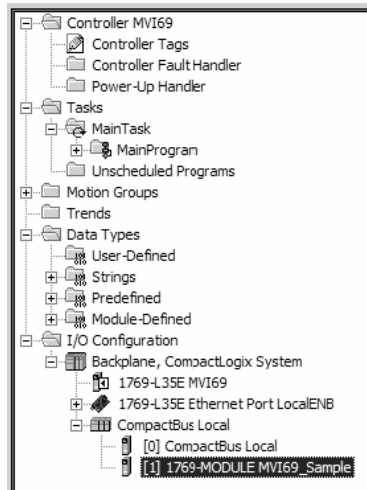 Controller MVI69
Controller Tags
Controller Fault Handler
Power-Up Handler
Tasks
MainTask
MainProgram
Unscheduled Programs
Motion Groups
Trends
Data Types
User-Defined
Strings
Predefined
Module-Defined
I/O Configuration
Backplane, CompactLogix System
1769-L35E MVI69
1769-L35E Ethernet Port LocalENB
CompactBus Local
[0] CompactBus Local
[1] 1769-MODULE MVI69_Sample